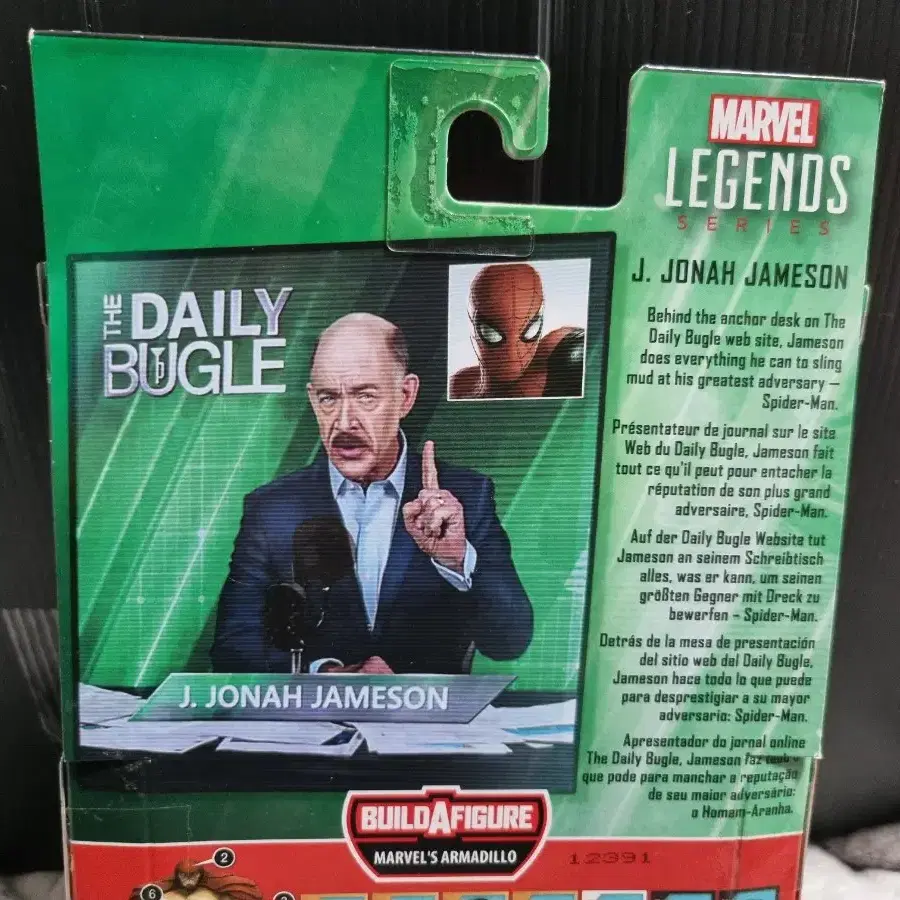 MARVEL
LEGENDS
SERIES
THE DAILY
BUGLE
J. JONAH JAMESON
Behind the anchor desk on The
Daily Bugle web site, Jameson
does everything he can to sling
mud at his greatest adversary —
Spider-Man.
Présentateur de journal sur le site
Web du Daily Bugle, Jameson fait
tout ce qu'il peut pour entacher la
réputation de son plus grand
adversaire, Spider-Man.
Auf der Daily Bugle Website tut
Jameson an seinem Schreibtisch
alles, was er kann, um seinen
größten Gegner mit Dreck zu
bewerfen – Spider-Man.
Detrás de la mesa de presentación
del sitio web del Daily Bugle,
Jameson hace todo lo que puede
para desprestigiar a su mayor
adversario: Spider-Man.
Apresentador do jornal online
The Daily Bugle, Jameson faz tudo o
que pode para manchar a reputação
de seu maior adversário:
o Homem-Aranha.
J. JONAH JAMESON
BUILDAFIGURE
MARVEL'S ARMADILLO
12391
2
6